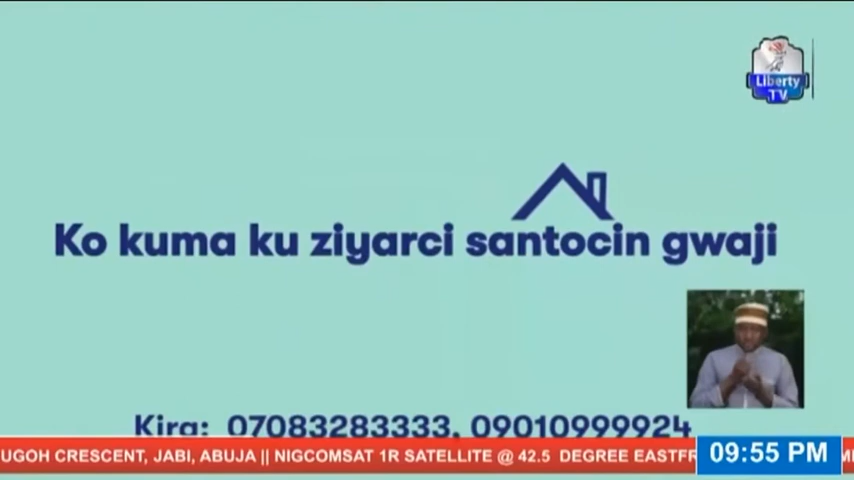 Liberty
TV
Ko kuma ku ziyarci santocin gwaji
Kira: 07083283333, 09010999924
UGOH CRESCENT, JABI, ABUJA || NIGCOMSAT 1R SATELLITE @ 42.5 DEGREE EASTFR
09:55 PM